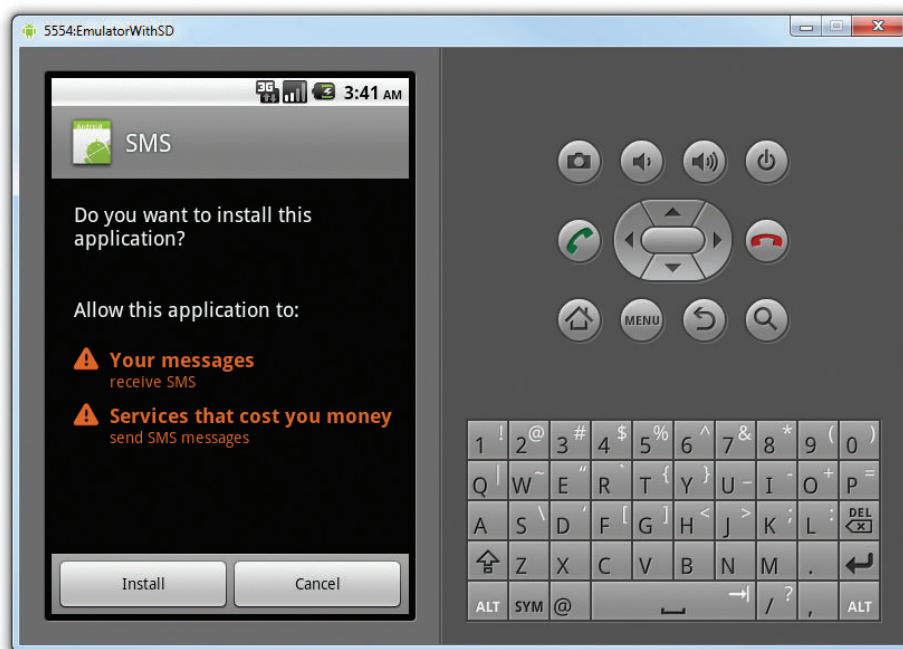 5554:EmulatorWithSD
3G
3:41 AM
Android
SMS
Do you want to install this
application?
Allow this application to:
Your messages
receive SMS
Services that cost you money
send SMS messages
Install
Cancel
MENU
1 ! 2 @ 3 # 4 $ 5 % 6 ^ 7 & 8 * 9 ( 0 )
Q | W ~ E “ R ` T { Y } U _ I - O + P =
A S \ D ‘ F [ G ] H < J > K ; L : DEL
Z X C V B N M .
ALT SYM @ / ? , ALT